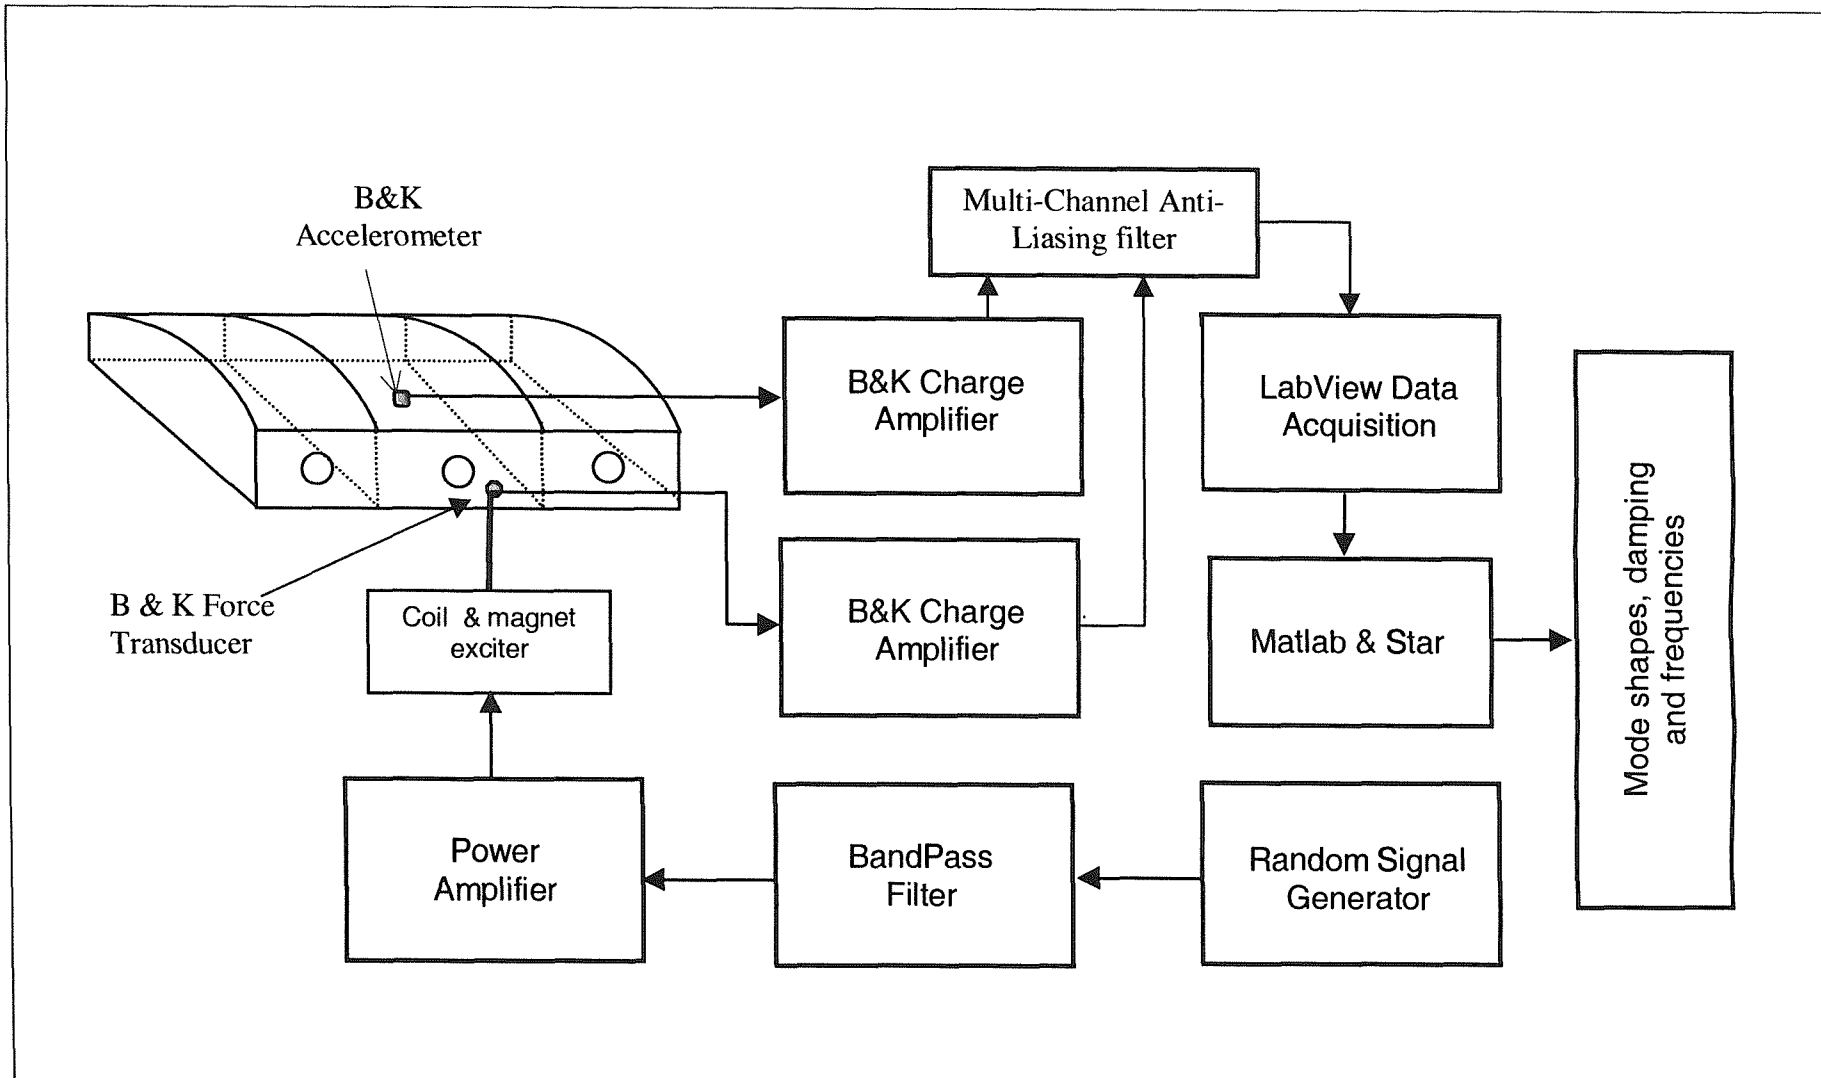 B&K
Accelerometer
Multi-Channel Anti-
Liasing filter
B&K Charge
Amplifier
LabView Data
Acquisition
B & K Force
Transducer
Coil & magnet
exciter
B&K Charge
Amplifier
Matlab & Star
Mode shapes, damping
and frequencies
Power
Amplifier
BandPass
Filter
Random Signal
Generator